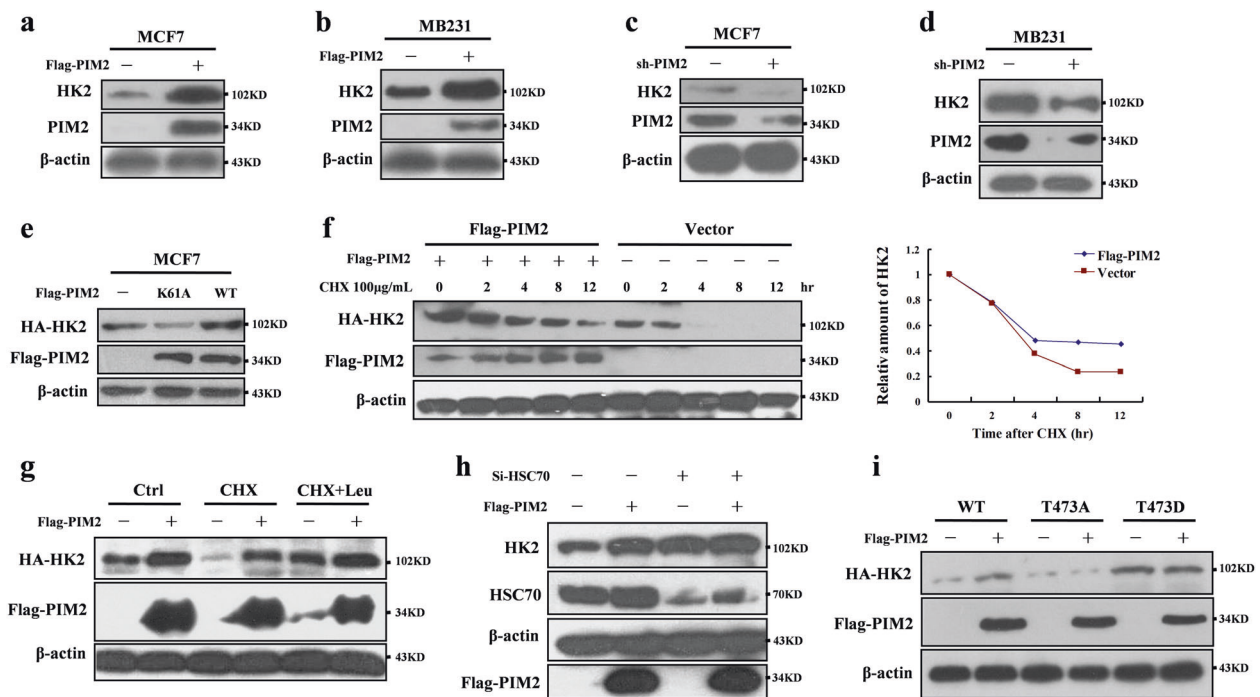 a
MCF7
Flag-PIM2 − +
HK2 102KD
PIM2 34KD
β-actin 43KD
b
MB231
Flag-PIM2 − +
HK2 102KD
PIM2 34KD
β-actin 43KD
c
MCF7
sh-PIM2 − +
HK2 102KD
PIM2 34KD
β-actin 43KD
d
MB231
sh-PIM2 − +
HK2 102KD
PIM2 34KD
β-actin 43KD
e
MCF7
Flag-PIM2 − K61A WT
HA-HK2 102KD
Flag-PIM2 34KD
β-actin 43KD
f
Flag-PIM2 Vector
Flag-PIM2 + + + + + − − − − −
CHX 100μg/mL 0 2 4 8 12 0 2 4 8 12 hr
HA-HK2 102KD
Flag-PIM2 34KD
β-actin 43KD
Relativ amount of HK2
1.2
1
0.8
0.6
0.4
0.2
0
0 2 4 8 12
Time after CHX (hr)
Flag-PIM2
Vector
g
Ctrl CHX CHX+Leu
Flag-PIM2 − + − + − +
HA-HK2 102KD
Flag-PIM2 34KD
β-actin 43KD
h
Si-HSC70 − − + +
Flag-PIM2 − + − +
HK2 102KD
HSC70 70KD
β-actin 43KD
Flag-PIM2 34KD
i
WT T473A T473D
Flag-PIM2 − + − + − +
HA-HK2 102KD
Flag-PIM2 34KD
β-actin 43KD